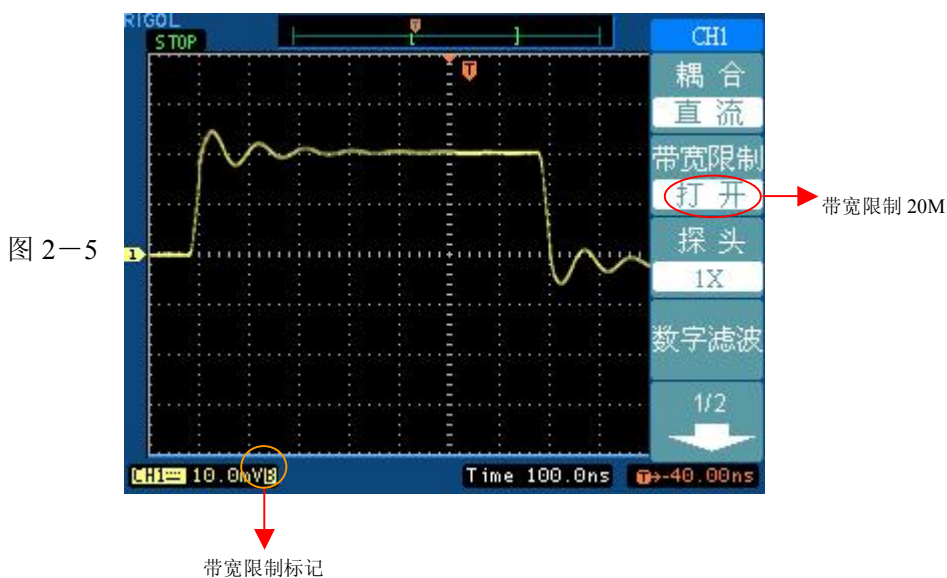 RIGOL
STOP
T
T
CH1
耦 合
直 流
带宽限制
打 开
带宽限制 20M
探 头
1X
数字滤波
1/2
图 2－5
1
CH1 10.0mV B
Time 100.0ns
T→-40.00ns
带宽限制标记